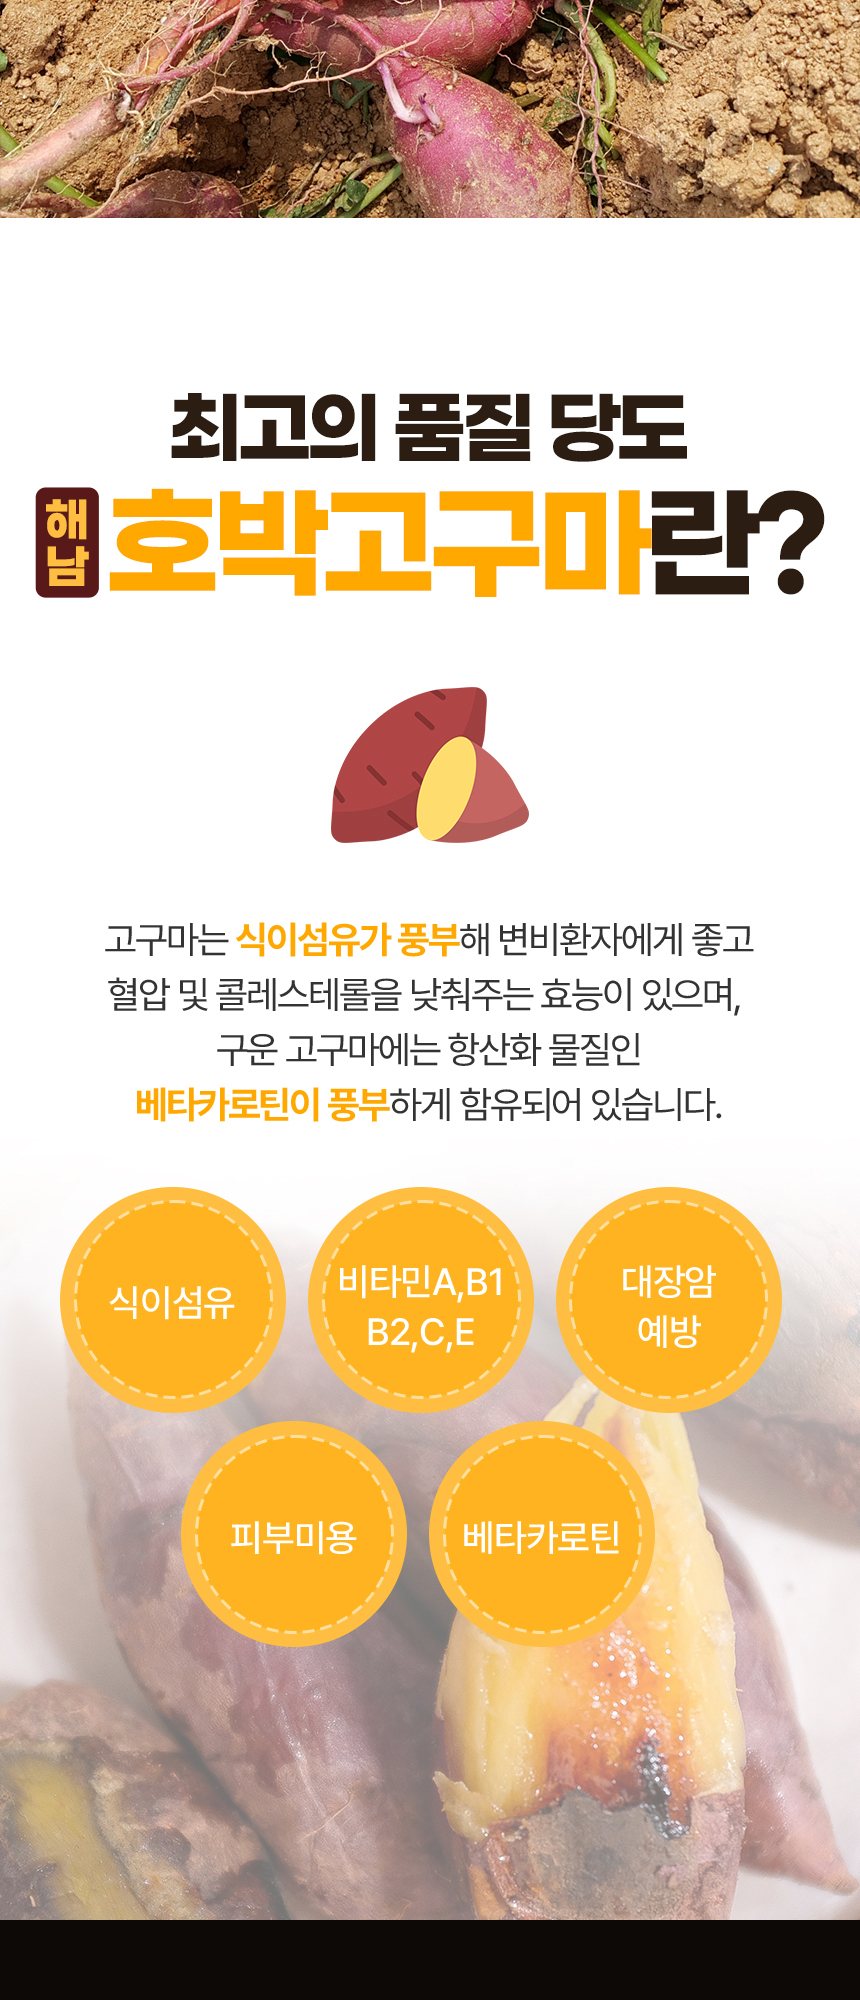 최고의 품질 당도
해남 호박고구마란?
고구마는 식이섬유가 풍부해 변비환자에게 좋고
혈압 및 콜레스테롤을 낮춰주는 효능이 있으며,
구운 고구마에는 항산화 물질인
베타카로틴이 풍부하게 함유되어 있습니다.
식이섬유
비타민A,B1
B2,C,E
대장암
예방
피부미용
베타카로틴